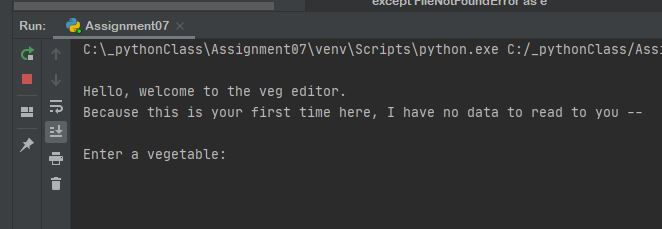 except FileNotFoundError as e
Run: Assignment07
C:\_pythonClass\Assignment07\venv\Scripts\python.exe C:/_pythonClass/Assi
Hello, welcome to the veg editor.
Because this is your first time here, I have no data to read to you --
Enter a vegetable: